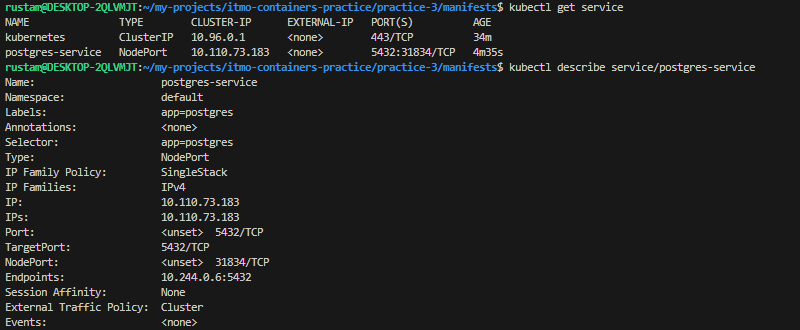 rustam@DESKTOP-2QLVMJT:~/my-projects/itmo-containers-practice/practice-3/manifests$ kubectl get service
NAME TYPE CLUSTER-IP EXTERNAL-IP PORT(S) AGE
kubernetes ClusterIP 10.96.0.1 <none> 443/TCP 34m
postgres-service NodePort 10.110.73.183 <none> 5432:31834/TCP 4m35s
rustam@DESKTOP-2QLVMJT:~/my-projects/itmo-containers-practice/practice-3/manifests$ kubectl describe service/postgres-service
Name: postgres-service
Namespace: default
Labels: app=postgres
Annotations: <none>
Selector: app=postgres
Type: NodePort
IP Family Policy: SingleStack
IP Families: IPv4
IP: 10.110.73.183
IPs: 10.110.73.183
Port: <unset> 5432/TCP
TargetPort: 5432/TCP
NodePort: <unset> 31834/TCP
Endpoints: 10.244.0.6:5432
Session Affinity: None
External Traffic Policy: Cluster
Events: <none>